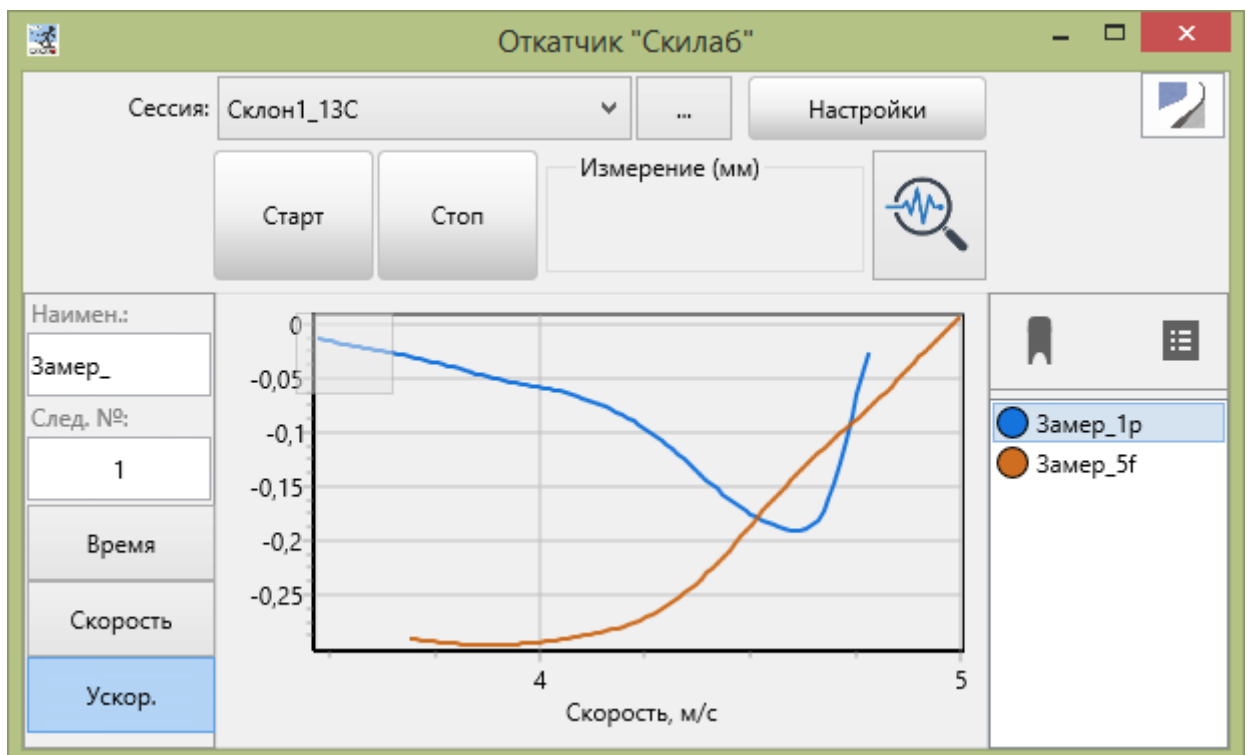 Откатчик "Скилаб"
Сессия: Склон1_13С ... Настройки
Измерение (мм)
Старт Стоп
Наимен.:
Замер_
След. №:
1
Время
Скорость
Ускор.
0
-0,05
-0,1
-0,15
-0,2
-0,25
4 5
Скорость, м/с
Замер_1p
Замер_5f